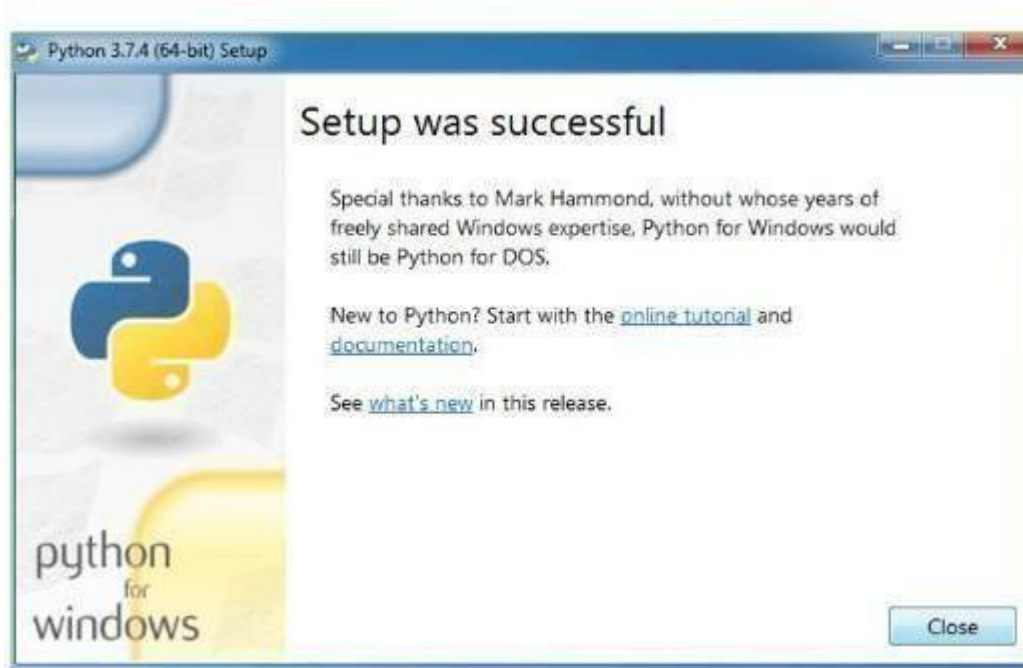 Python 3.7.4 (64-bit) Setup
Setup was successful
Special thanks to Mark Hammond, without whose years of
freely shared Windows expertise, Python for Windows would
still be Python for DOS.
New to Python? Start with the online tutorial and
documentation.
See what's new in this release.
python
for
windows
Close